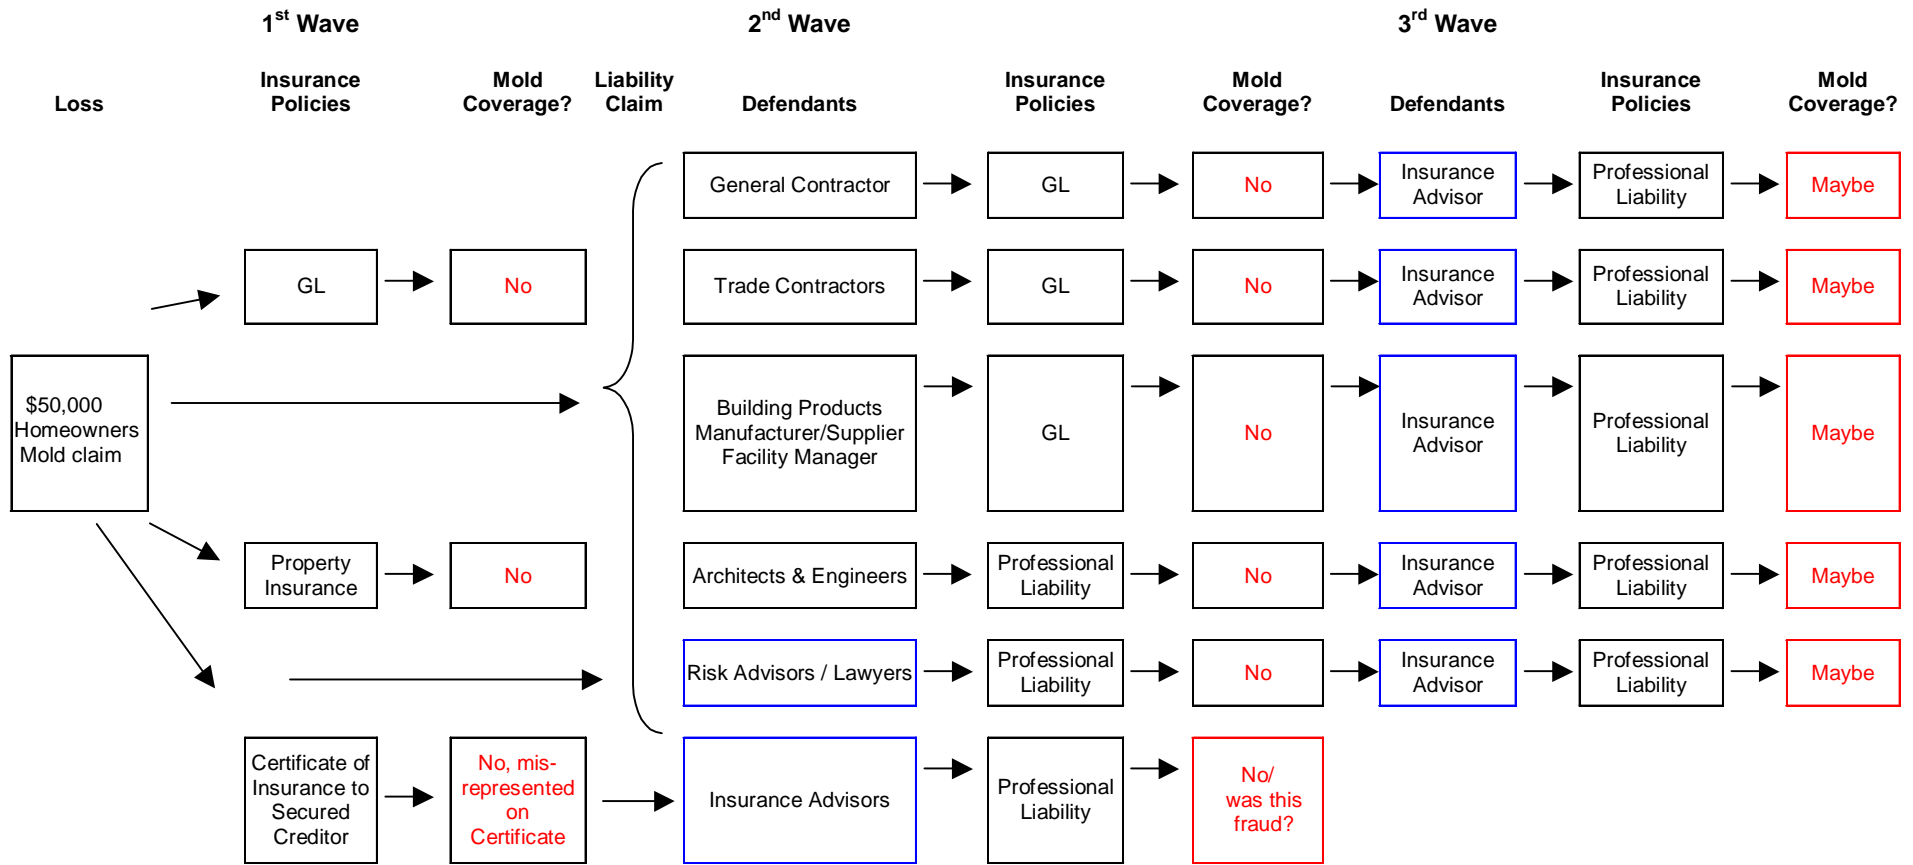 1st Wave
2nd Wave
3rd Wave
Loss
Insurance
Policies
Mold
Coverage?
Liability
Claim
Defendants
Insurance
Policies
Mold
Coverage?
Defendants
Insurance
Policies
Mold
Coverage?
General Contractor
GL
No
Insurance
Advisor
Professional
Liability
Maybe
GL
No
Trade Contractors
GL
No
Insurance
Advisor
Professional
Liability
Maybe
$50,000
Homeowners
Mold claim
Building Products
Manufacturer/Supplier
Facility Manager
GL
No
Insurance
Advisor
Professional
Liability
Maybe
Property
Insurance
No
Architects & Engineers
Professional
Liability
No
Insurance
Advisor
Professional
Liability
Maybe
Risk Advisors / Lawyers
Professional
Liability
No
Insurance
Advisor
Professional
Liability
Maybe
Certificate of
Insurance to
Secured
Creditor
No, mis-
represented
on
Certificate
Insurance Advisors
Professional
Liability
No/
was this
fraud?